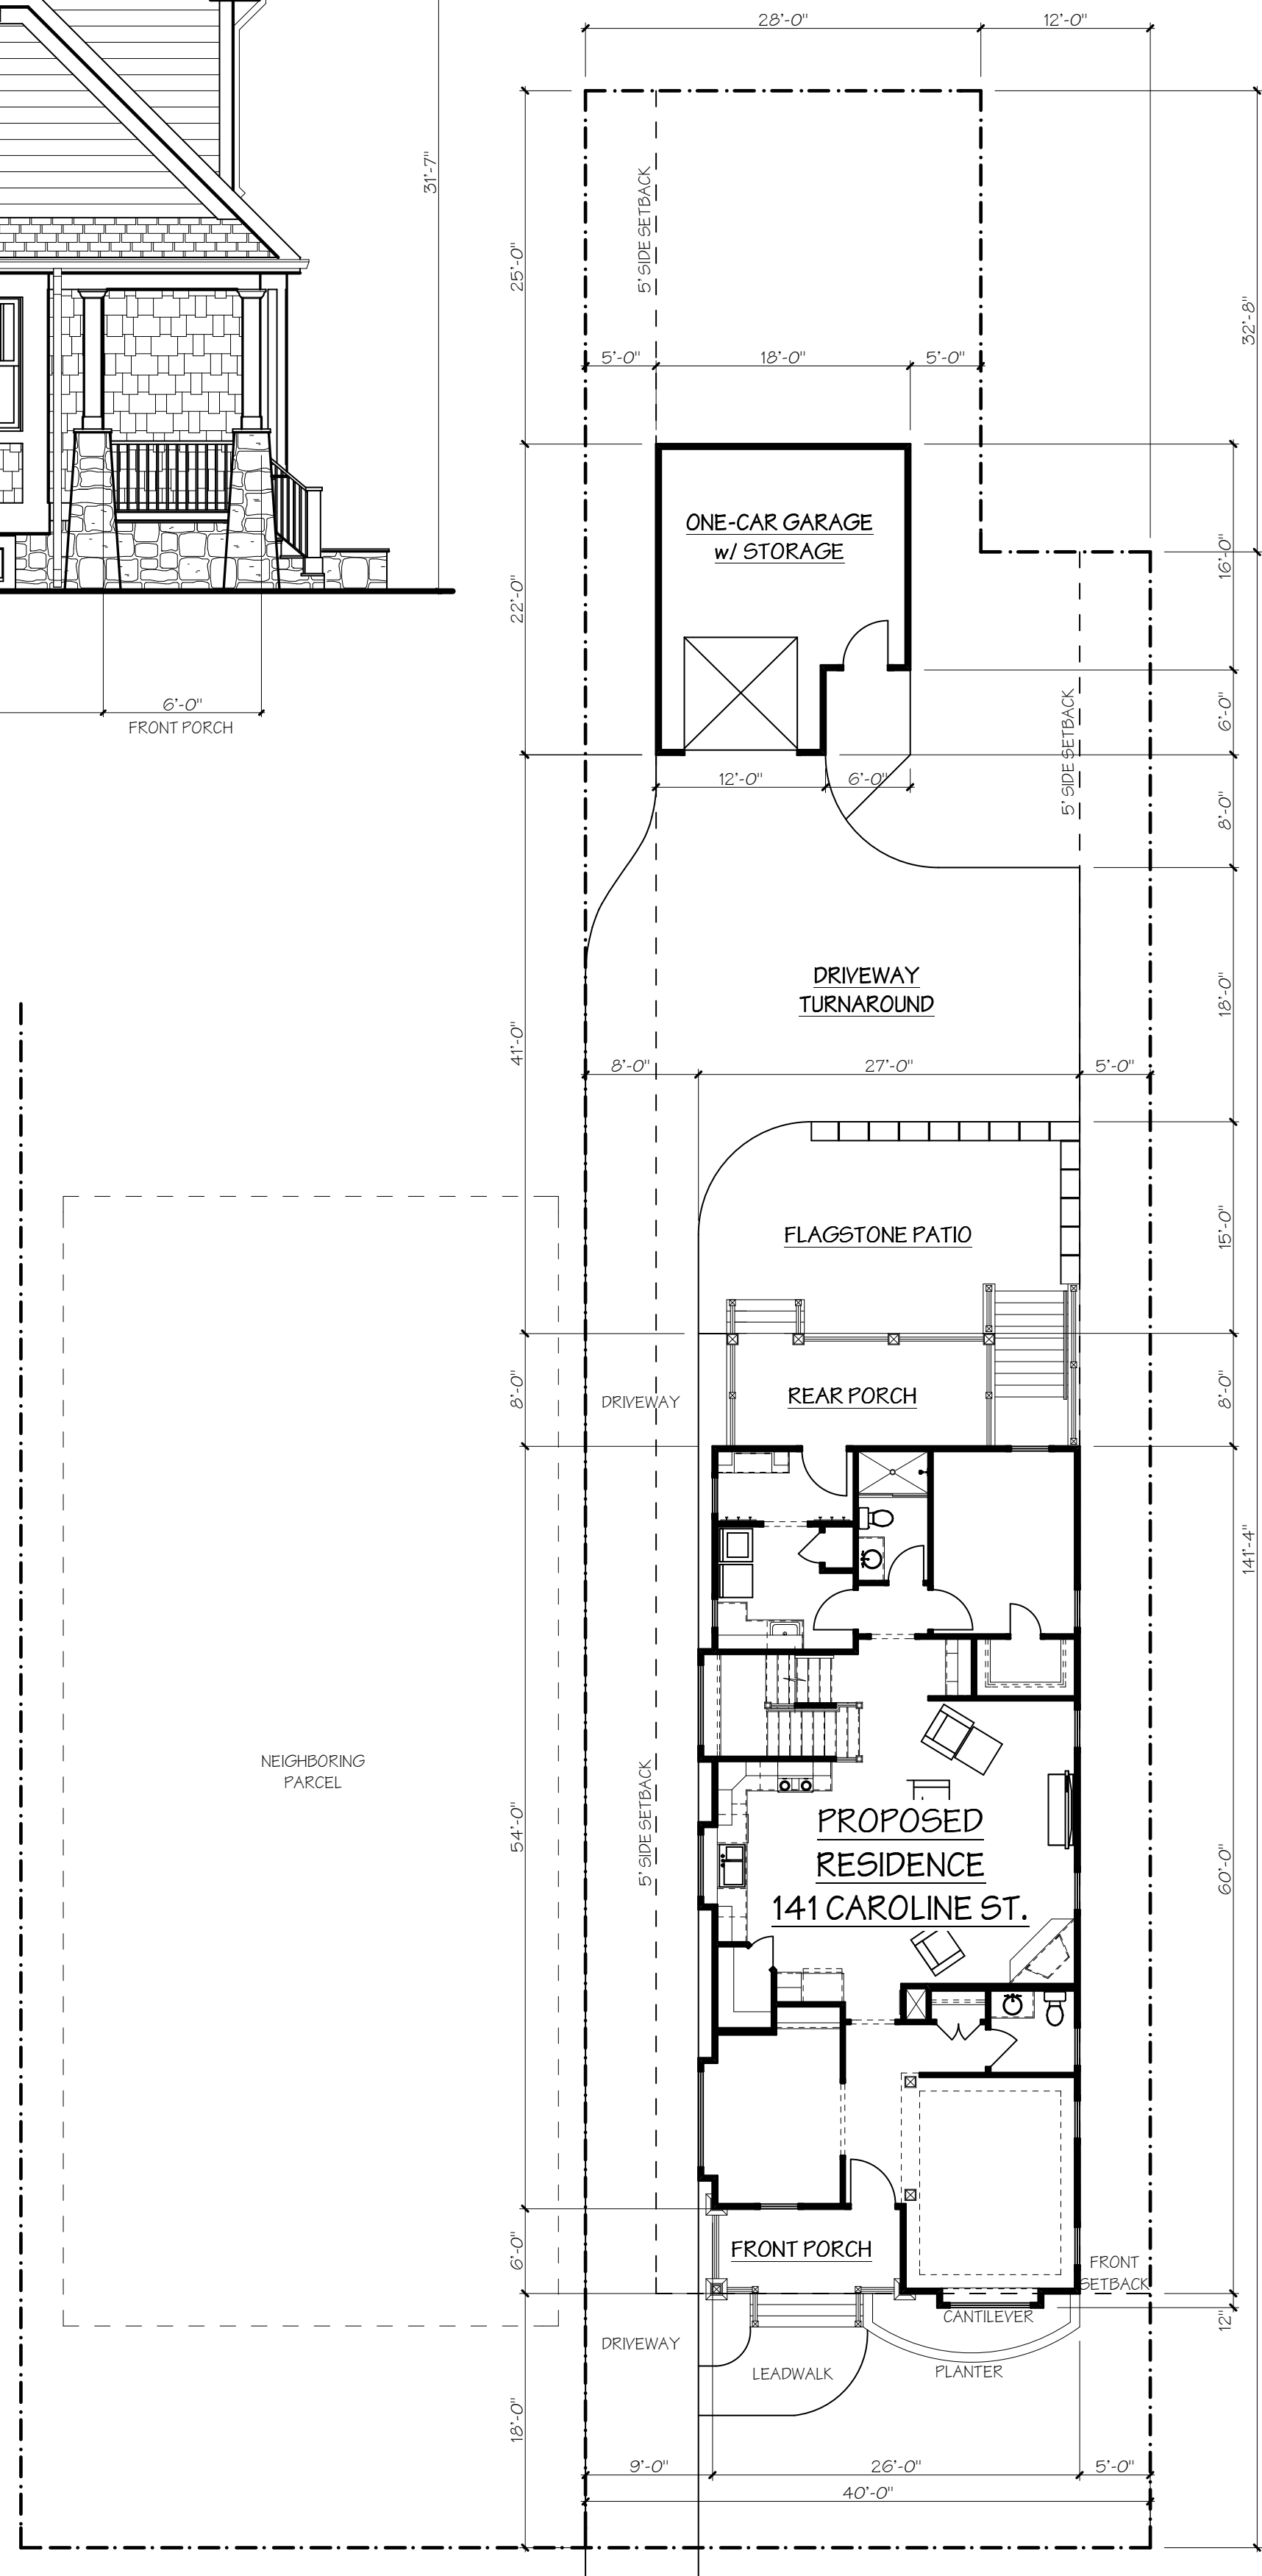 28'-0"
12'-0"
31'-7"
5' SIDE SETBACK
25'-0"
32'-8"
5'-0"
18'-0"
5'-0"
ONE-CAR GARAGE
w/ STORAGE
16'-0"
22'-0"
6'-0"
FRONT PORCH
6'-0"
5' SIDE SETBACK
12'-0"
6'-0"
8'-0"
DRIVEWAY
TURNAROUND
18'-0"
41'-0"
8'-0"
27'-0"
5'-0"
FLAGSTONE PATIO
15'-0"
8'-0"
DRIVEWAY
REAR PORCH
8'-0"
141'-4"
NEIGHBORING
PARCEL
54'-0"
5' SIDE SETBACK
PROPOSED
RESIDENCE
141 CAROLINE ST.
60'-0"
6'-0"
FRONT PORCH
FRONT
SETBACK
CANTILEVER
12"
DRIVEWAY
LEADWALK
PLANTER
18'-0"
9'-0"
26'-0"
5'-0"
40'-0"